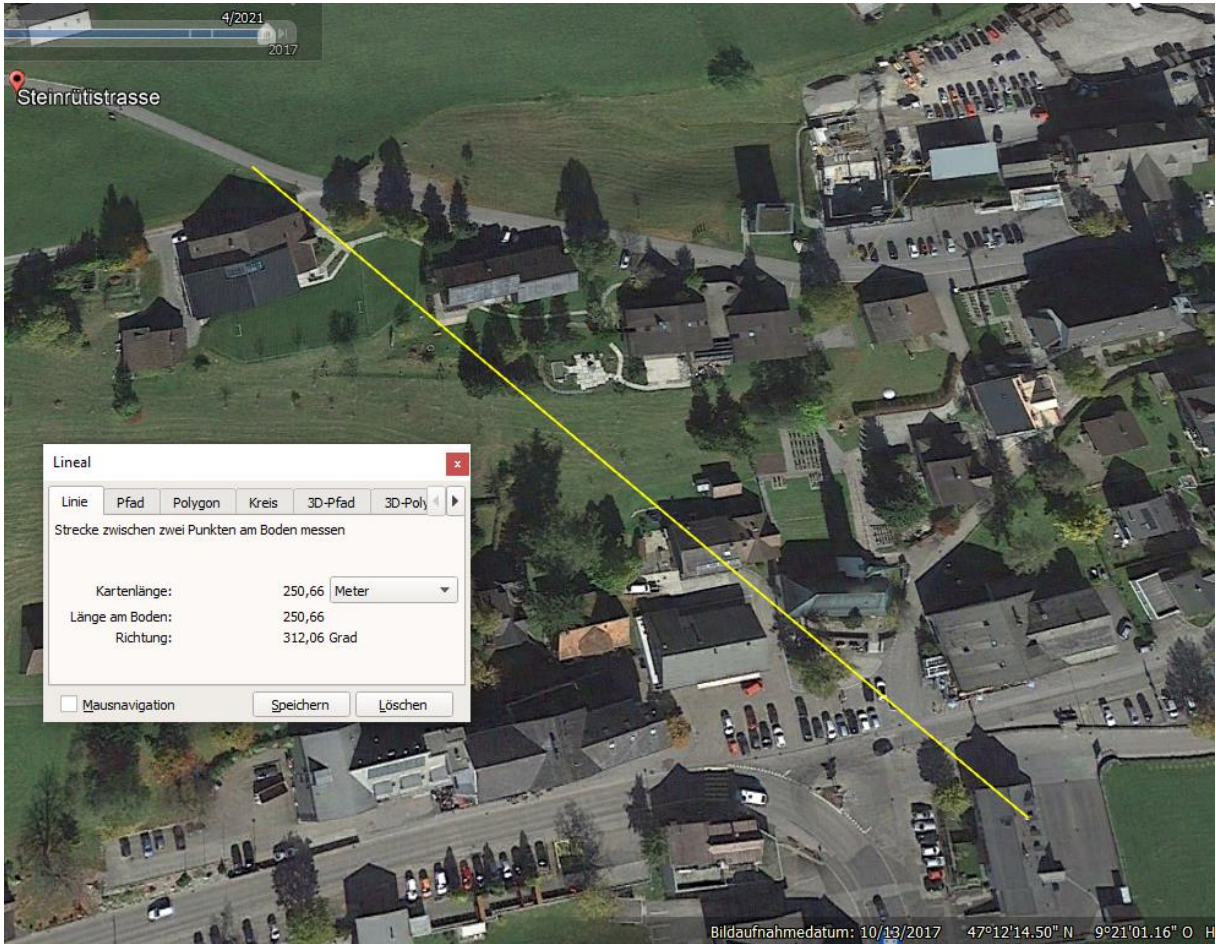 4/2021
2017
Steinrütistrasse
Lineal
x
Linie Pfad Polygon Kreis 3D-Pfad 3D-Poly
Strecke zwischen zwei Punkten am Boden messen
Kartenlänge: 250,66 Meter
Länge am Boden: 250,66
Richtung: 312,06 Grad
Mausnavigation Speichern Löschen
Bildaufnahmedatum: 10/13/2017 47°12'14.50" N 9°21'01.16" O H